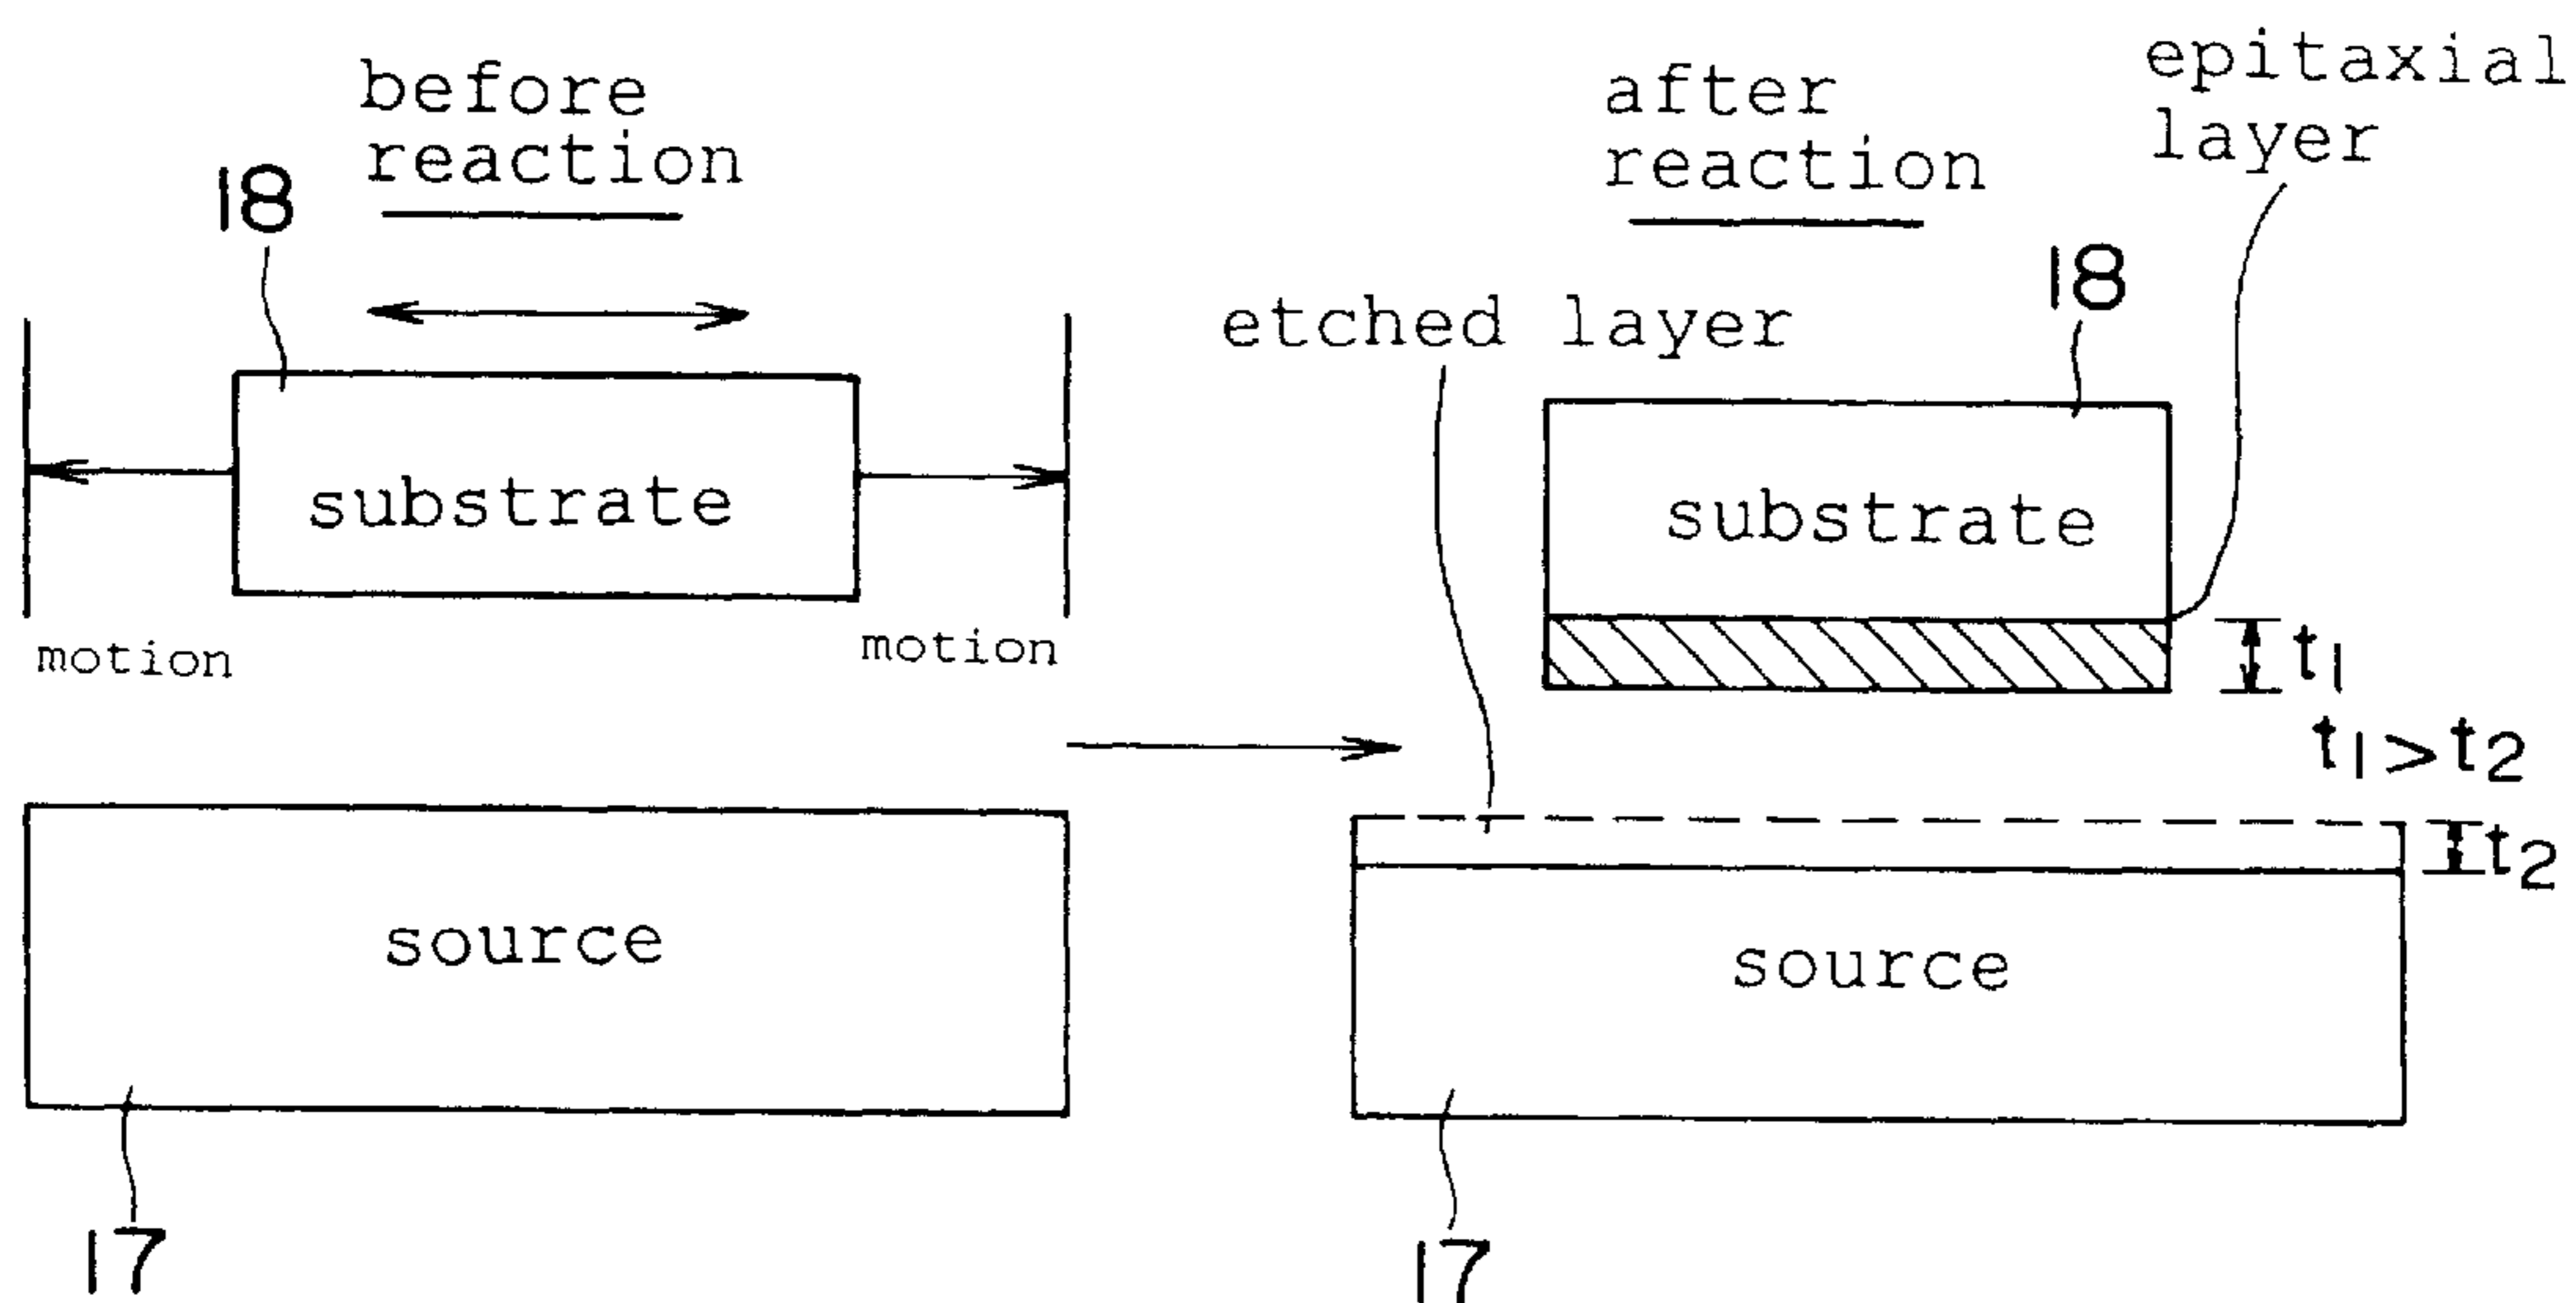 before
reaction
18
substrate
motion
motion
source
17
after
reaction
epitaxial
layer
18
etched layer
substrate
t1
t1>t2
t2
source
17